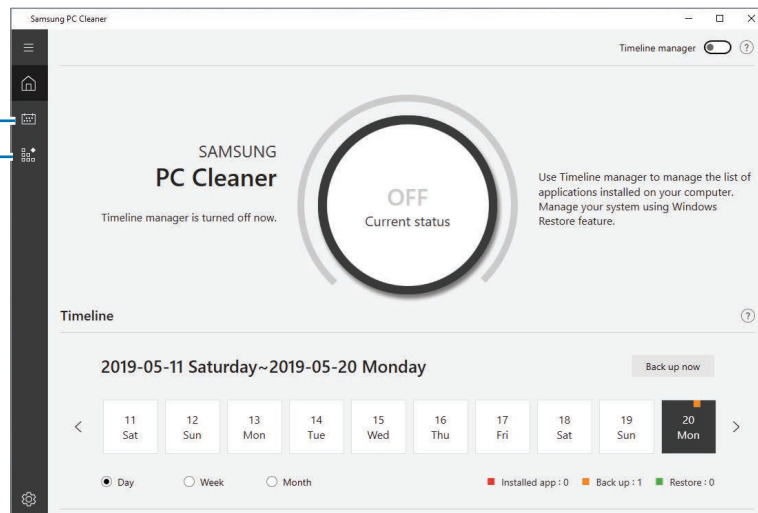 Samsung PC Cleaner
Timeline manager
?
SAMSUNG
PC Cleaner
Timeline manager is turned off now.
OFF
Current status
Use Timeline manager to manage the list of
applications installed on your computer.
Manage your system using Windows
Restore feature.
Timeline
?
2019-05-11 Saturday~2019-05-20 Monday
Back up now
11 12 13 14 15 16 17 18 19 20
Sat Sun Mon Tue Wed Thu Fri Sat Sun Mon
Day Week Month
Installed app : 0 Back up : 1 Restore : 0